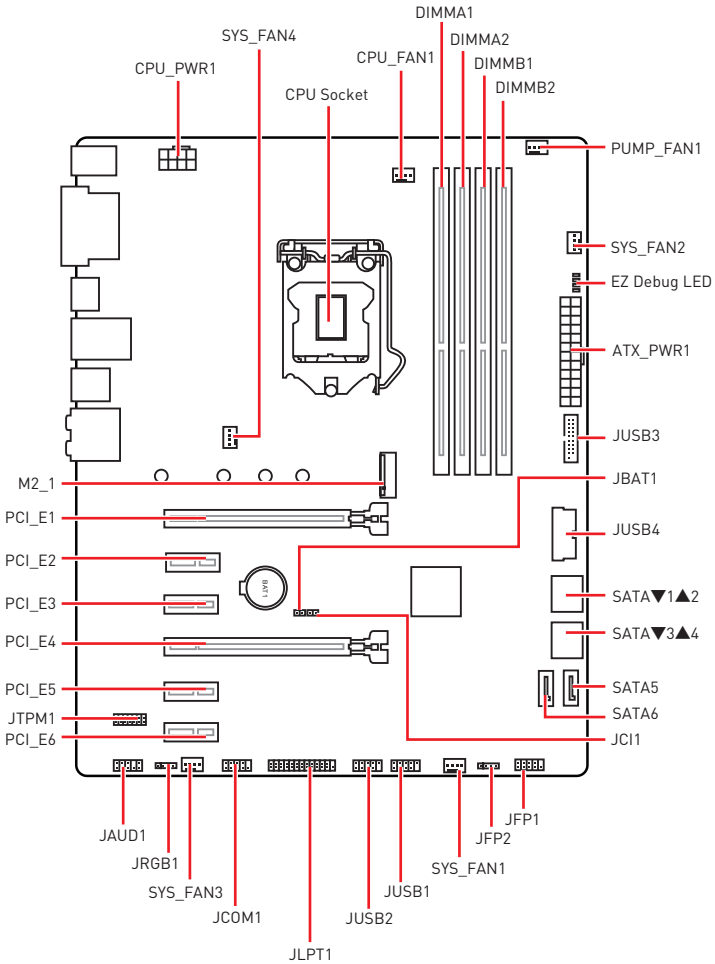 DIMMA1
SYS_FAN4
DIMMA2
CPU_FAN1
DIMMB1
CPU_PWR1
DIMMB2
CPU Socket
PUMP_FAN1
SYS_FAN2
EZ Debug LED
ATX_PWR1
JUSB3
JBAT1
M2_1
PCI_E1
JUSB4
PCI_E2
BAT1
SATA▼1▲2
PCI_E3
SATA▼3▲4
PCI_E4
PCI_E5
SATA5
JTPM1
SATA6
PCI_E6
JCI1
JFP1
JAUD1
JFP2
JRGB1
SYS_FAN1
SYS_FAN3
JUSB1
JCOM1
JUSB2
JLPT1